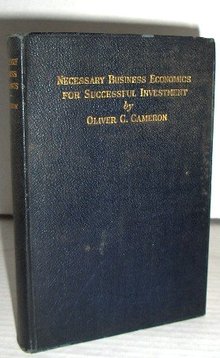 NECESSARY BUSINESS ECONOMICS
FOR SUCCESSFUL INVESTMENT
by
OLIVER C. CAMERON